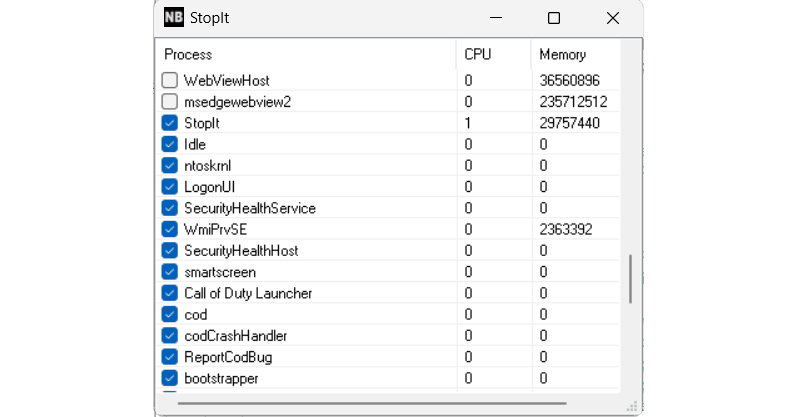 NB StopIt
Process CPU Memory
WebViewHost 0 36560896
msedgewebview2 0 235712512
StopIt 1 29757440
Idle 0 0
ntoskrnl 0 0
LogonUI 0 0
SecurityHealthService 0 0
WmiPrvSE 0 2363392
SecurityHealthHost 0 0
smartscreen 0 0
Call of Duty Launcher 0 0
cod 0 0
codCrashHandler 0 0
ReportCodBug 0 0
bootstrapper 0 0